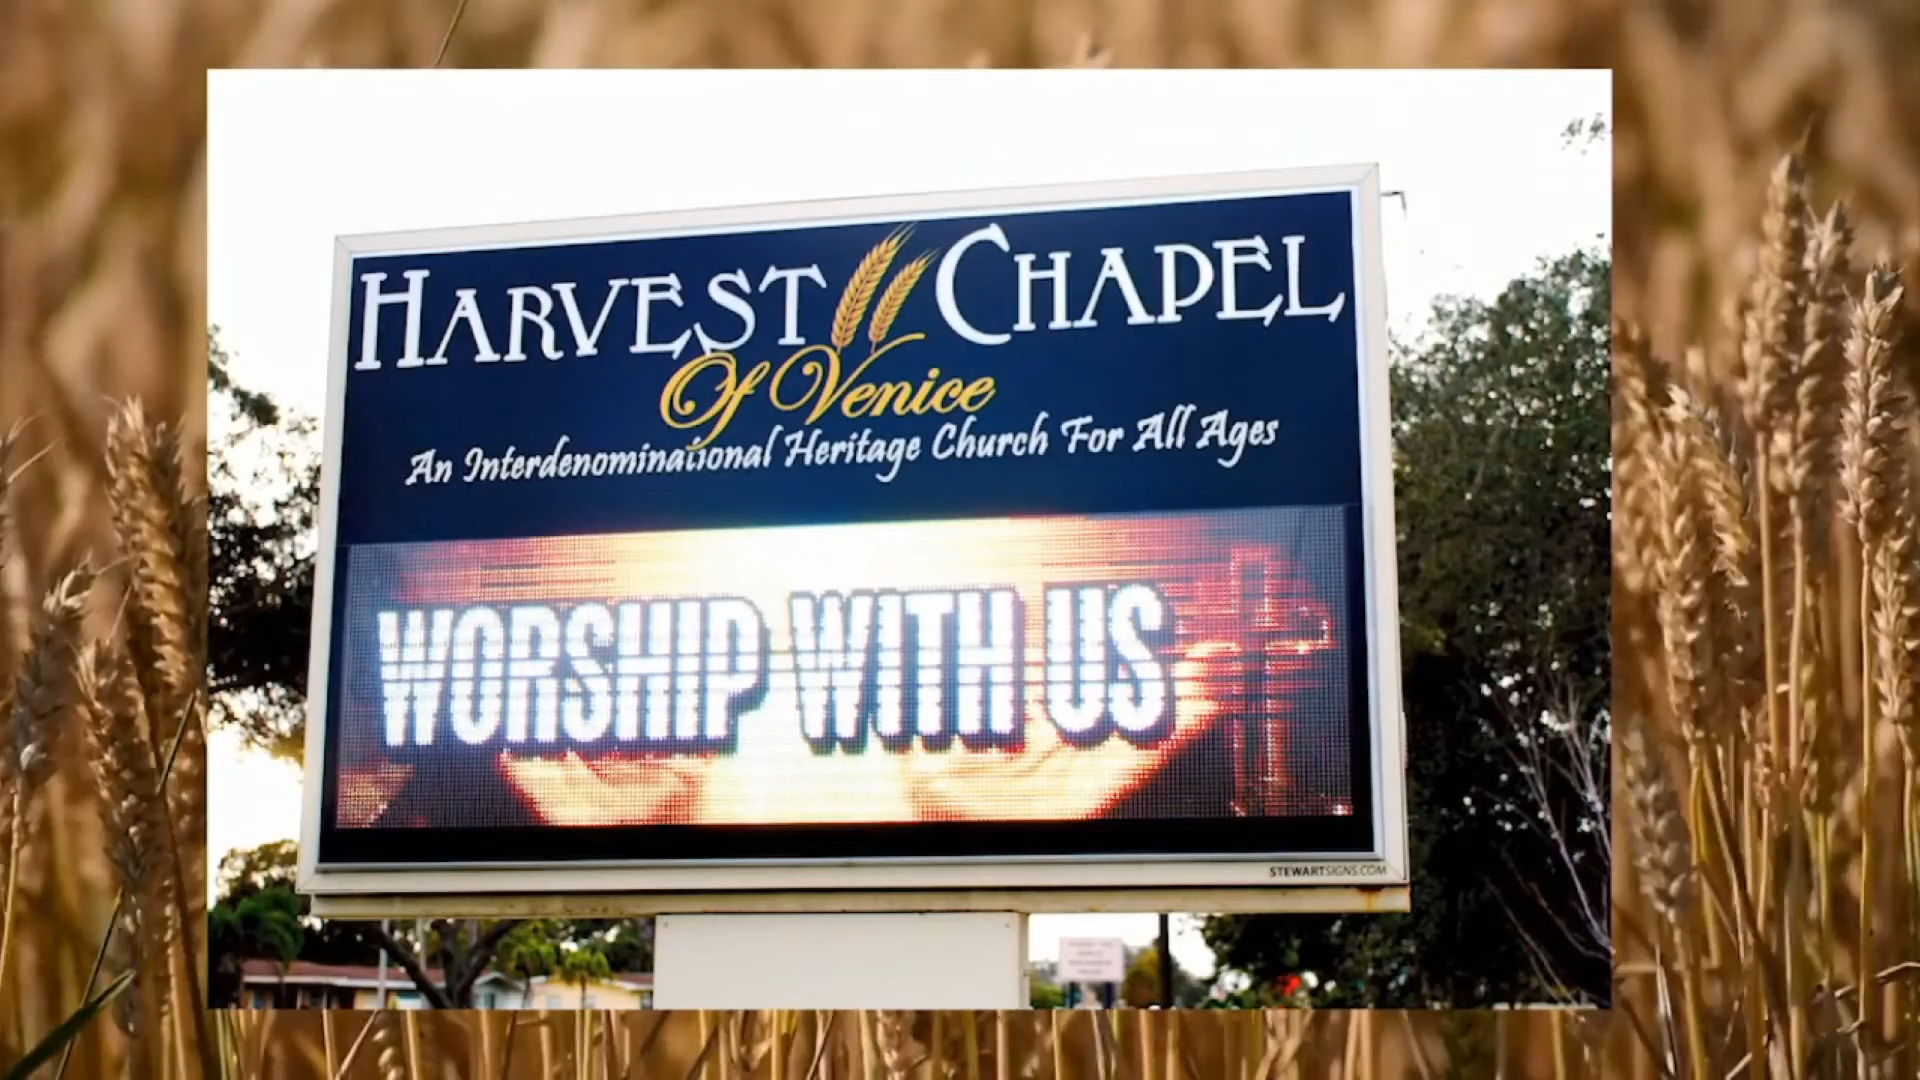 HARVEST CHAPEL
Of Venice
An Interdenominational Heritage Church For All Ages
WORSHIP WITH US
STEWARTSIGNS.COM